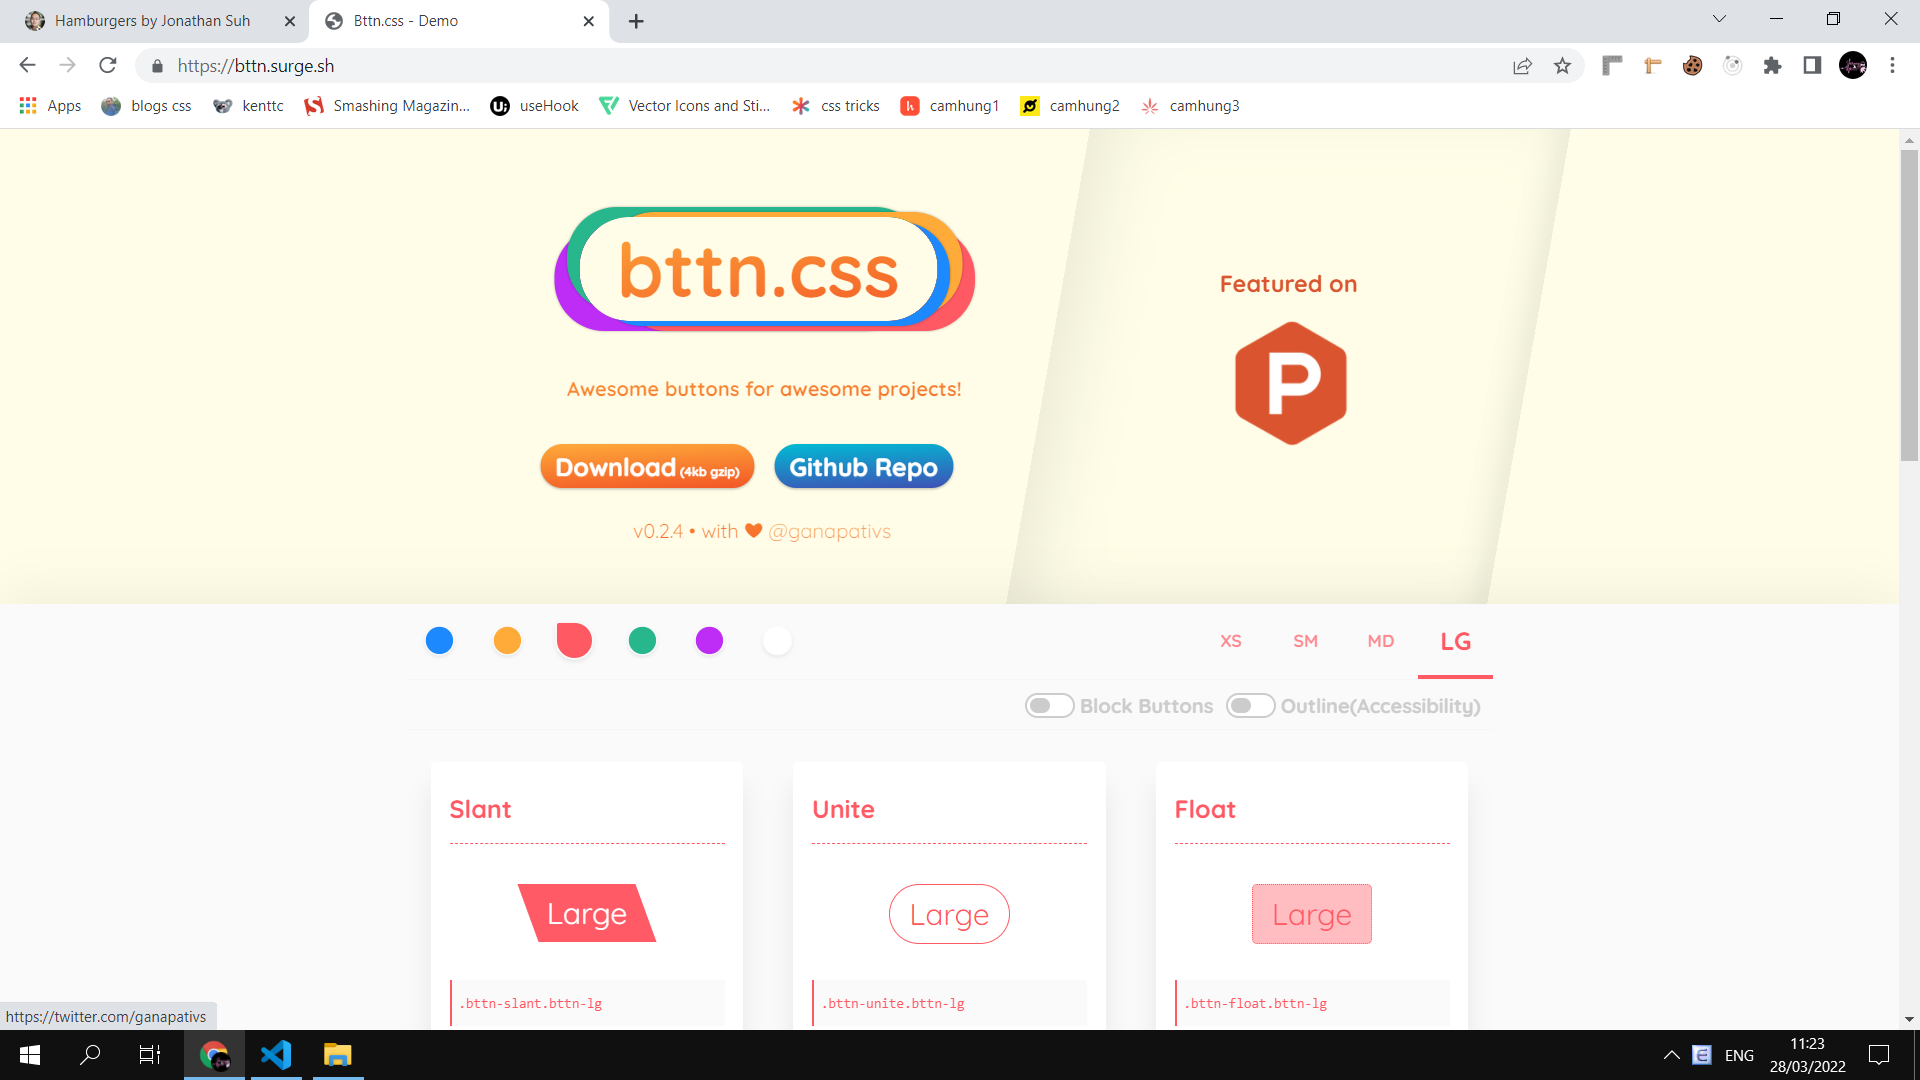 Hamburgers by Jonathan Suh
Bttn.css - Demo
https://bttn.surge.sh
Apps
blogs css
kenttc
Smashing Magazin...
useHook
Vector Icons and Sti...
css tricks
camhung1
camhung2
camhung3
bttn.css
Awesome buttons for awesome projects!
Download (4kb gzip)
Github Repo
v0.2.4 • with ❤ @ganapativs
Featured on
P
XS
SM
MD
LG
Block Buttons
Outline(Accessibility)
Slant
Large
.bttn-slant.bttn-lg
Unite
Large
.bttn-unite.bttn-lg
Float
Large
.bttn-float.bttn-lg
https://twitter.com/ganapativs
ENG
11:23
28/03/2022